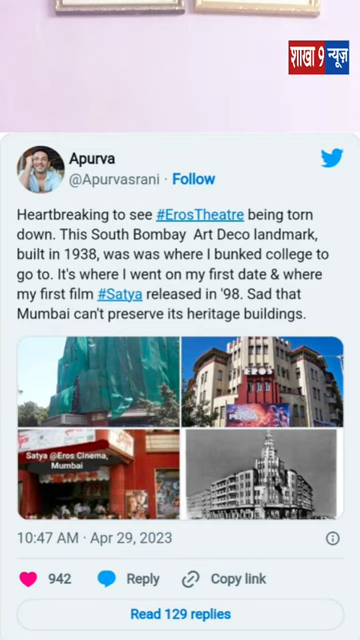 शाखा 9 न्यूज़
Apurva
@Apurvasrani · Follow
Heartbreaking to see #ErosTheatre being torn
down. This South Bombay Art Deco landmark,
built in 1938, was was where I bunked college to
go to. It's where I went on my first date & where
my first film #Satya released in '98. Sad that
Mumbai can't preserve its heritage buildings.
EROS
Satya @Eros Cinema,
Mumbai
10:47 AM · Apr 29, 2023
942 Reply Copy link
Read 129 replies